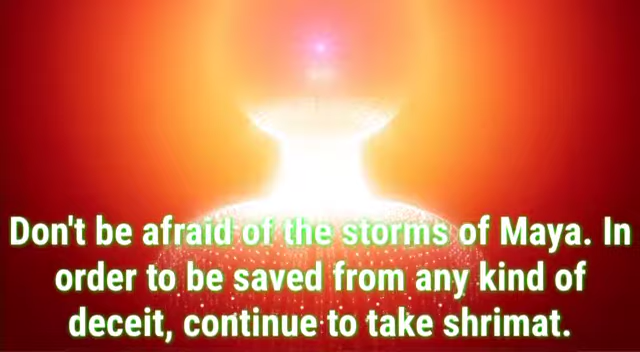 Don't be afraid of the storms of Maya. In
order to be saved from any kind of
deceit, continue to take shrimat.